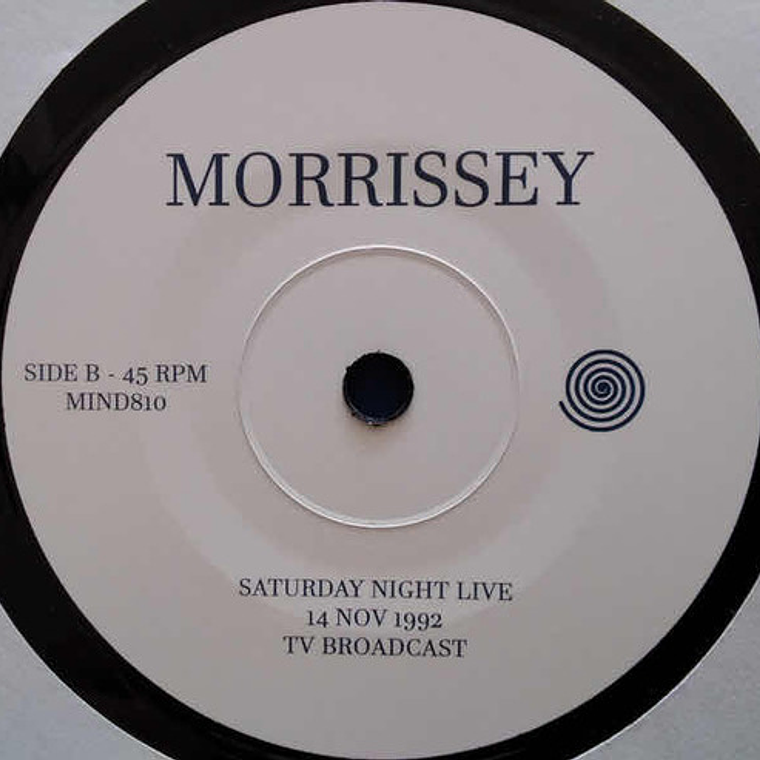 MORRISSEY
SIDE B - 45 RPM
MIND810
SATURDAY NIGHT LIVE
14 NOV 1992
TV BROADCAST